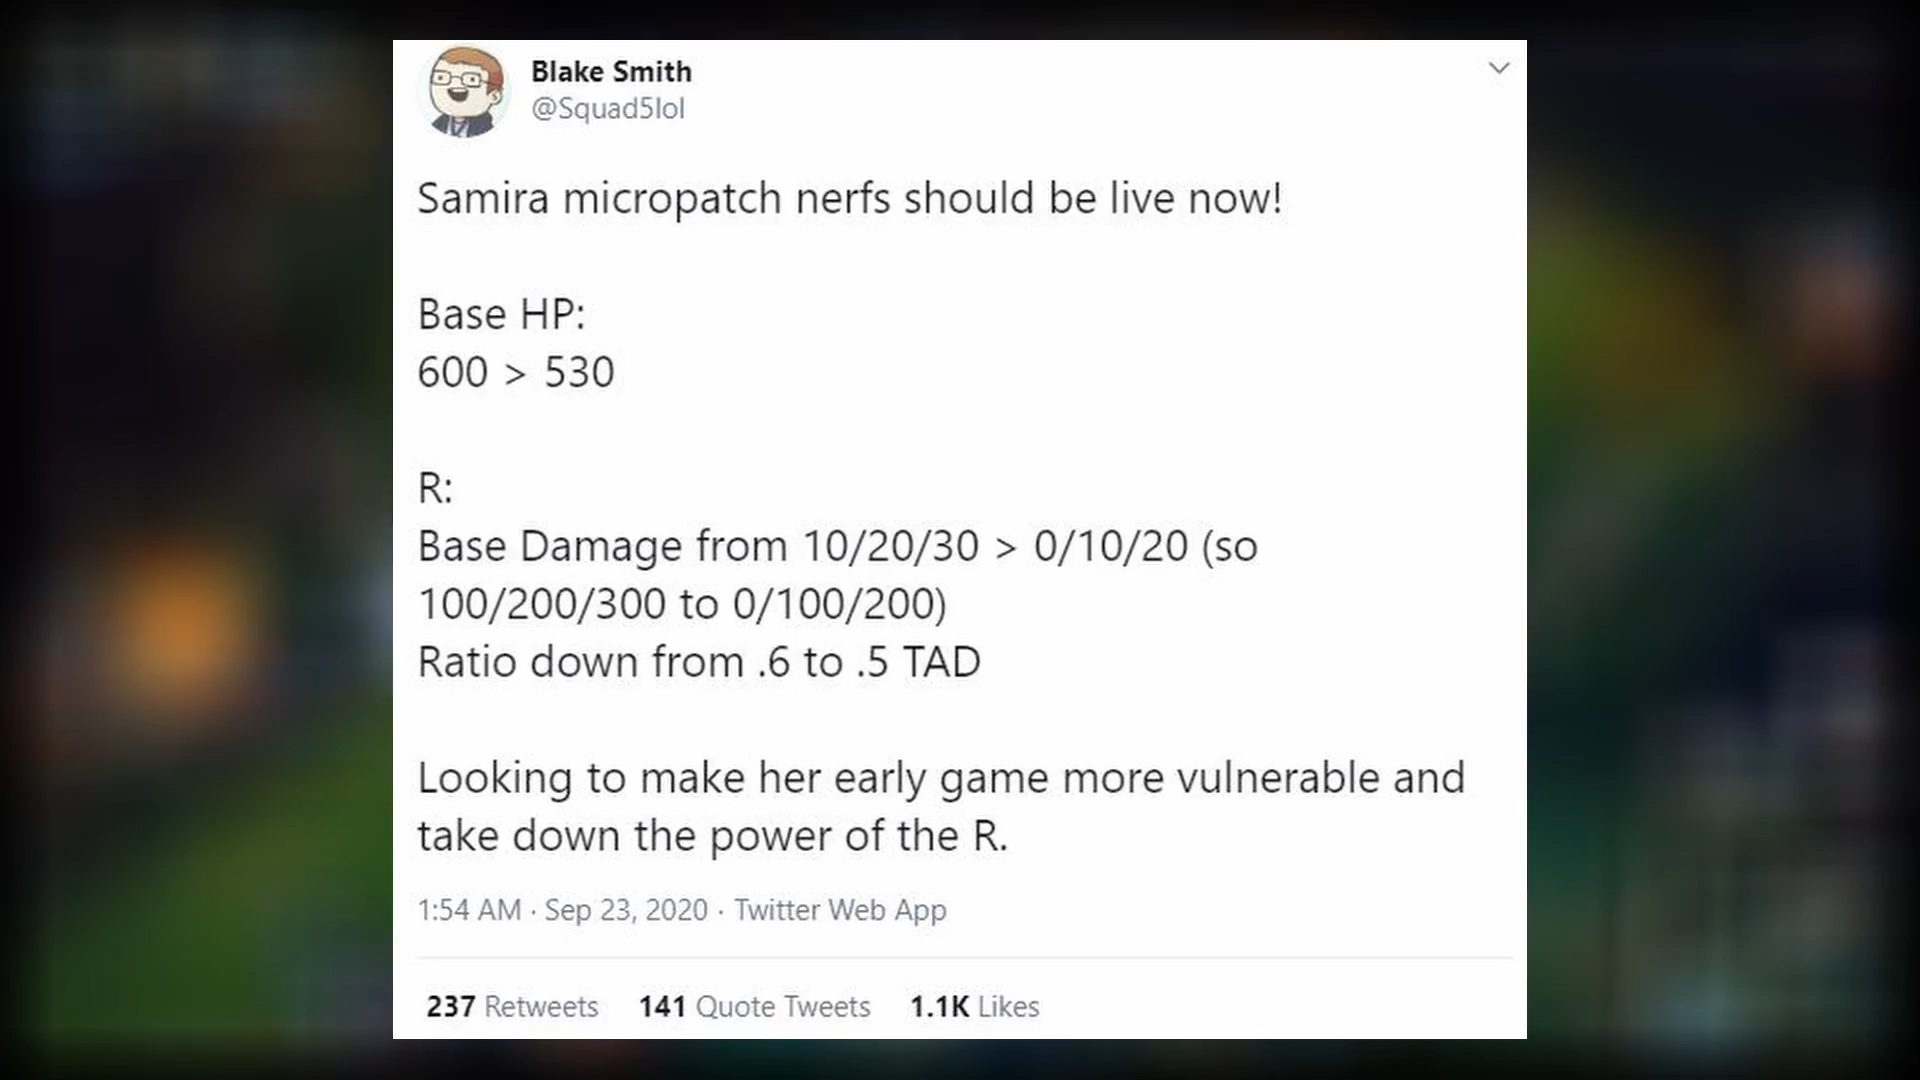 Blake Smith
@Squad5lol
Samira micropatch nerfs should be live now!
Base HP:
600 > 530
R:
Base Damage from 10/20/30 > 0/10/20 (so
100/200/300 to 0/100/200)
Ratio down from .6 to .5 TAD
Looking to make her early game more vulnerable and
take down the power of the R.
1:54 AM · Sep 23, 2020 · Twitter Web App
237 Retweets 141 Quote Tweets 1.1K Likes